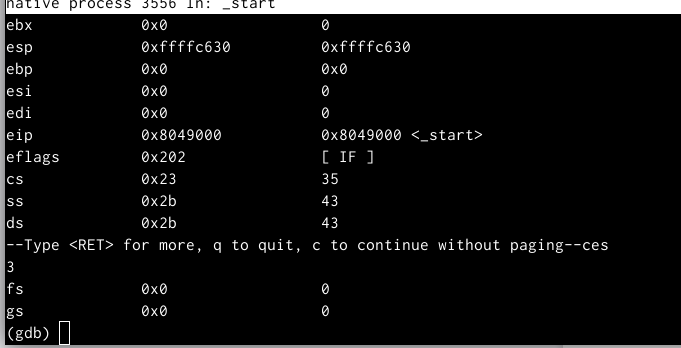 native process 3556 In: _start
ebx 0x0 0
esp 0xffffc630 0xffffc630
ebp 0x0 0x0
esi 0x0 0
edi 0x0 0
eip 0x8049000 0x8049000 <_start>
eflags 0x202 [ IF ]
cs 0x23 35
ss 0x2b 43
ds 0x2b 43
--Type <RET> for more, q to quit, c to continue without paging--ces
3
fs 0x0 0
gs 0x0 0
(gdb)